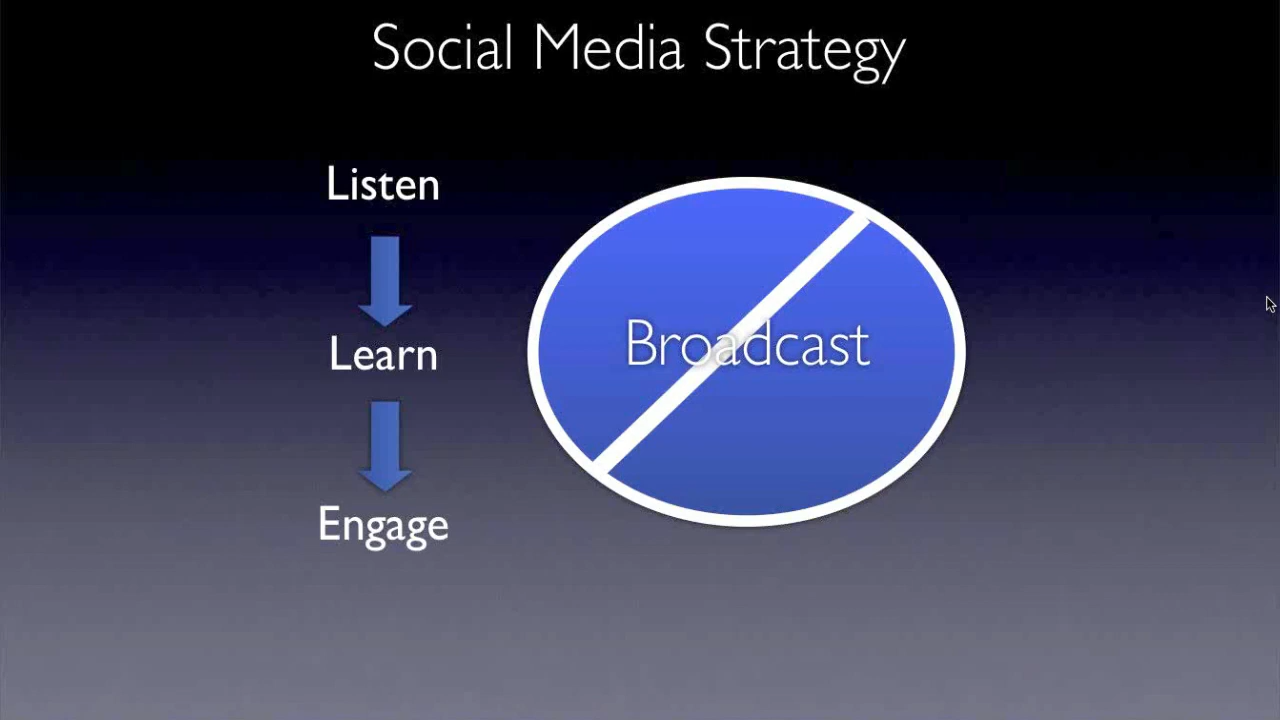 Social Media Strategy
Listen
Learn
Engage
Broadcast